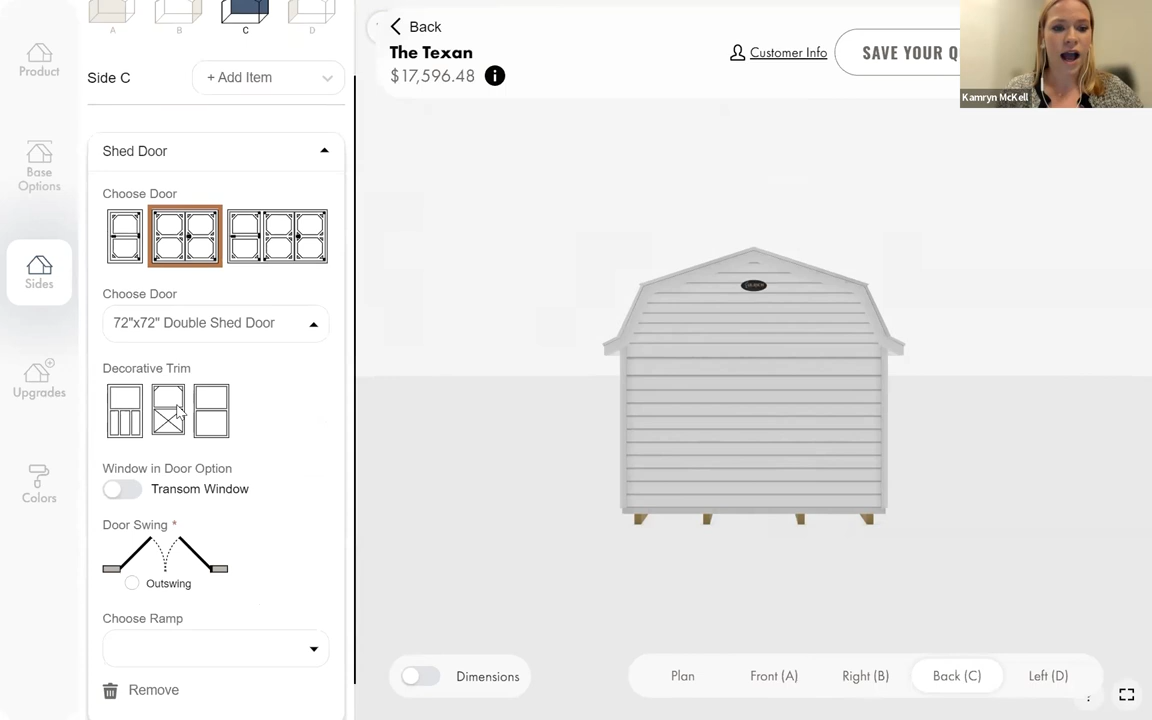 Product
Base
Options
Sides
Upgrades
Colors
A B C D
Side C
+ Add Item
Shed Door
Choose Door
Choose Door
72"x72" Double Shed Door
Decorative Trim
Window in Door Option
Transom Window
Door Swing *
Outswing
Choose Ramp
Remove
Back
The Texan
$17,596.48
Customer Info
SAVE YOUR Q
Kamryn McKell
Dimensions
Plan
Front (A)
Right (B)
Back (C)
Left (D)